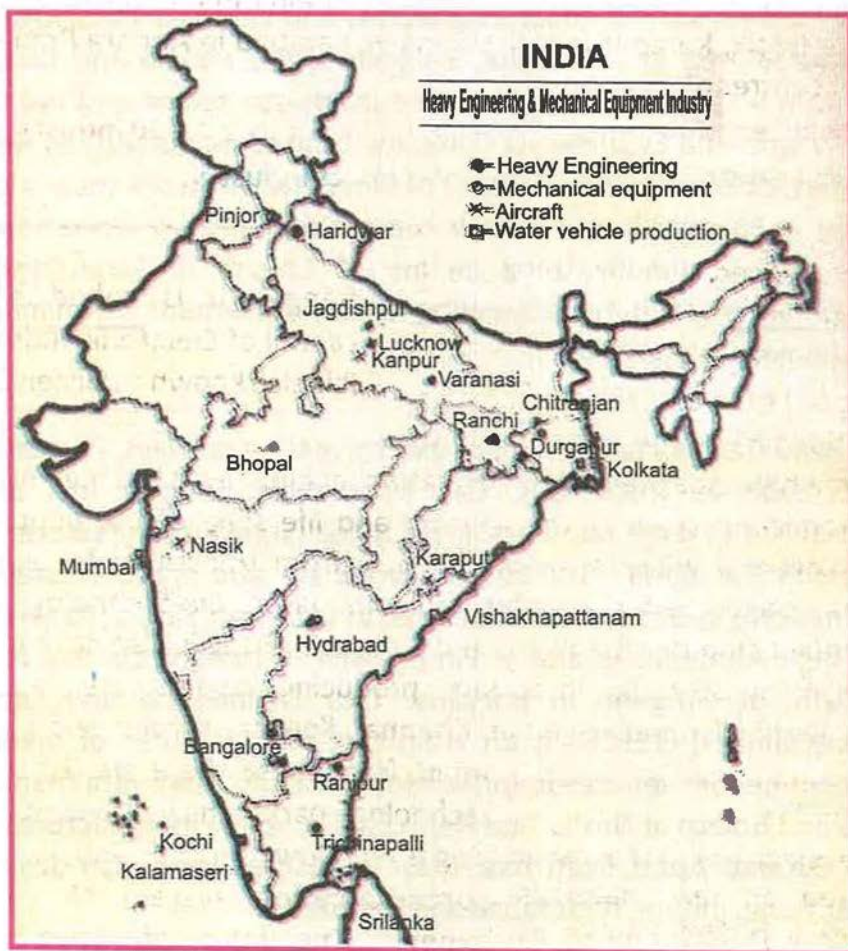 INDIA
Heavy Engineering & Mechanical Equipment Industry
Heavy Engineering
Mechanical equipment
Aircraft
Water vehicle production
Pinjor
Haridwar
Jagdishpur
Lucknow
Kanpur
Varanasi
Chitranjan
Ranchi
Durgapur
Bhopal
Kolkata
Nasik
Mumbai
Karaput
Vishakhapattanam
Hydrabad
Bangalore
Ranipur
Kochi
Trichinapalli
Kalamaseri
Srilanka